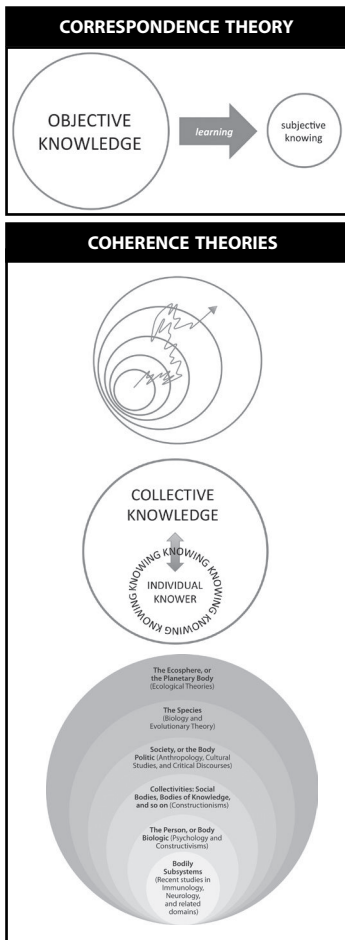 CORRESPONDENCE THEORY
OBJECTIVE
KNOWLEDGE
learning
subjective
knowing
COHERENCE THEORIES
COLLECTIVE
KNOWLEDGE
KNOWING KNOWING KNOWING KNOWING KNOWING
INDIVIDUAL
KNOWER
The Ecosphere, or
the Planetary Body
(Ecological Theories)
The Species
(Biology and
Evolutionary Theory)
Society, or the Body
Politic (Anthropology, Cultural
Studies, and Critical Discourses)
Collectivities: Social
Bodies, Bodies of Knowledge,
and so on (Constructionisms)
The Person, or Body
Biologic (Psychology and
Constructivisms)
Bodily
Subsystems
(Recent studies in
Immunology,
Neurology,
and related
domains)